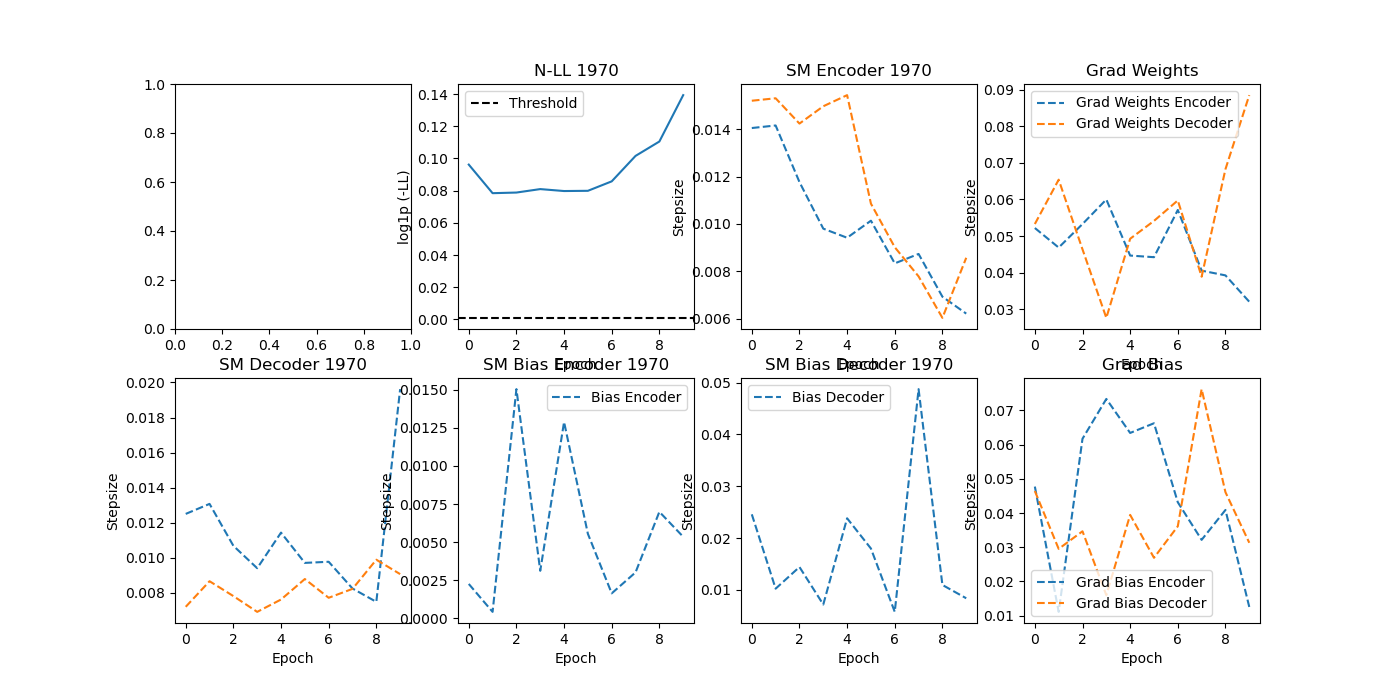 N-LL 1970
SM Encoder 1970
Grad Weights
1.0
0.8
0.6
0.4
0.2
0.0
0.0 0.2 0.4 0.6 0.8 1.0
log1p (-LL)
0.14
0.12
0.10
0.08
0.06
0.04
0.02
0.00
Threshold
0 2 4 6 8
Epoch
Stepsize
0.014
0.012
0.010
0.008
0.006
0 2 4 6 8
Epoch
Stepsize
0.09
0.08
0.07
0.06
0.05
0.04
0.03
Grad Weights Encoder
Grad Weights Decoder
0 2 4 6 8
Epoch
SM Decoder 1970
SM Bias Encoder 1970
SM Bias Decoder 1970
Grad Bias
Stepsize
0.020
0.018
0.016
0.014
0.012
0.010
0.008
0 2 4 6 8
Epoch
Stepsize
0.0150
0.0125
0.0100
0.0075
0.0050
0.0025
0.0000
Bias Encoder
0 2 4 6 8
Epoch
Stepsize
0.05
0.04
0.03
0.02
0.01
Bias Decoder
0 2 4 6 8
Epoch
Stepsize
0.07
0.06
0.05
0.04
0.03
0.02
0.01
Grad Bias Encoder
Grad Bias Decoder
0 2 4 6 8
Epoch